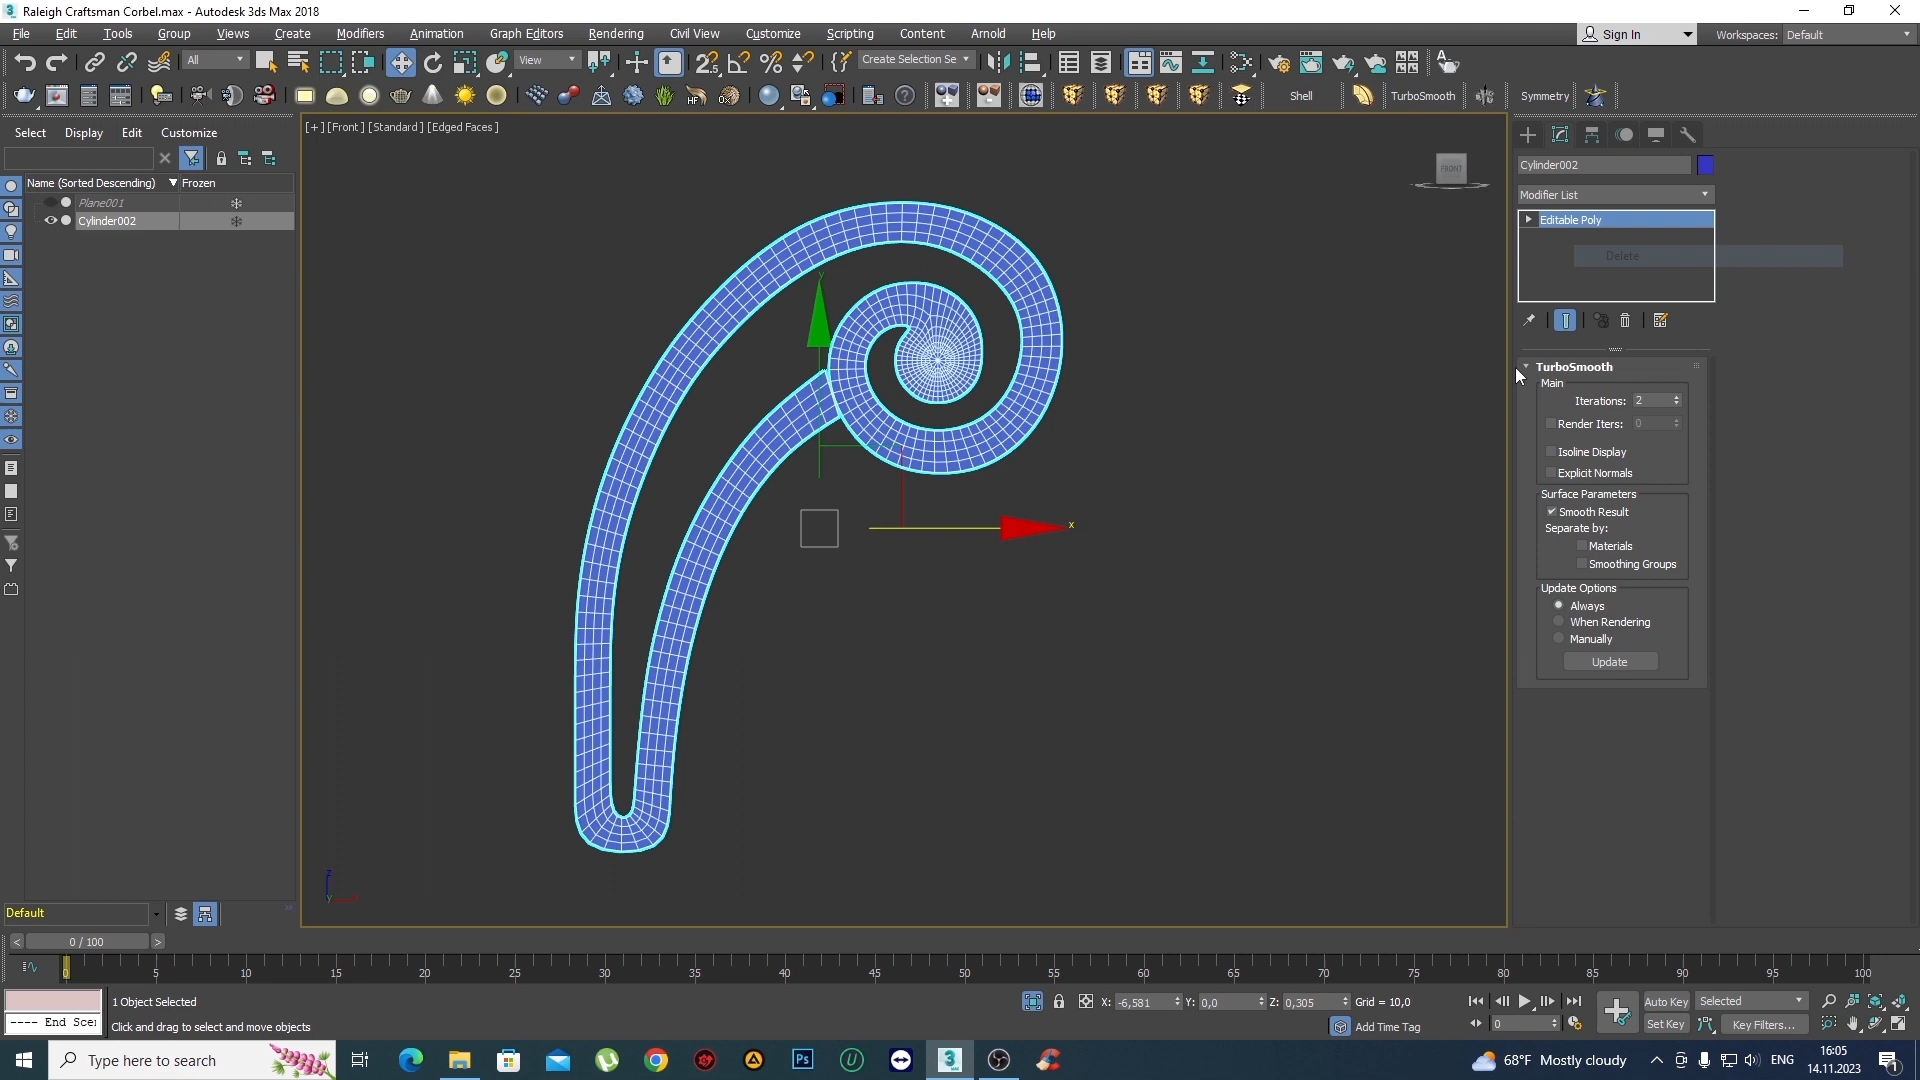 Raleigh Craftsman Corbel.max - Autodesk 3ds Max 2018
File Edit Tools Group Views Create Modifiers Animation Graph Editors Rendering Civil View Customize Scripting Content Arnold Help
Sign In Workspaces: Default
All View Create Selection Se
Shell TurboSmooth Symmetry
Select Display Edit Customize
[+] [Front] [Standard] [Edged Faces]
FRONT
Name (Sorted Descending) Frozen
Plane001
Cylinder002
Cylinder002
Modifier List
Editable Poly
Delete
TurboSmooth
Main
Iterations: 2
Render Iters: 0
Isoline Display
Explicit Normals
Surface Parameters
Smooth Result
Separate by:
Materials
Smoothing Groups
Update Options
Always
When Rendering
Manually
Update
y
x
z
y
Default
0 / 100
0 5 10 15 20 25 30 35 40 45 50 55 60 65 70 75 80 85 90 95 100
1 Object Selected
X: -6,581 Y: 0,0 Z: 0,305 Grid = 10,0
Auto Key Selected
---- End Sce
Click and drag to select and move objects
Add Time Tag
0
Set Key Key Filters...
Type here to search
Ps
3
68°F Mostly cloudy
ENG
16:05
14.11.2023
1